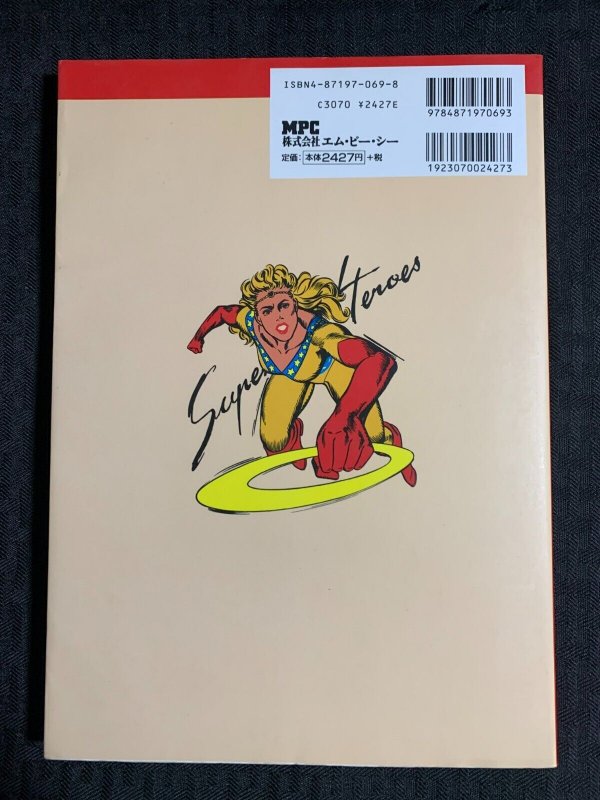 ISBN4-87197-069-8
C3070 ¥2427E
9784871970693
MPC
株式会社 エム・ピー・シー
定価：本体2427円+税
1923070024273
Super Heroes